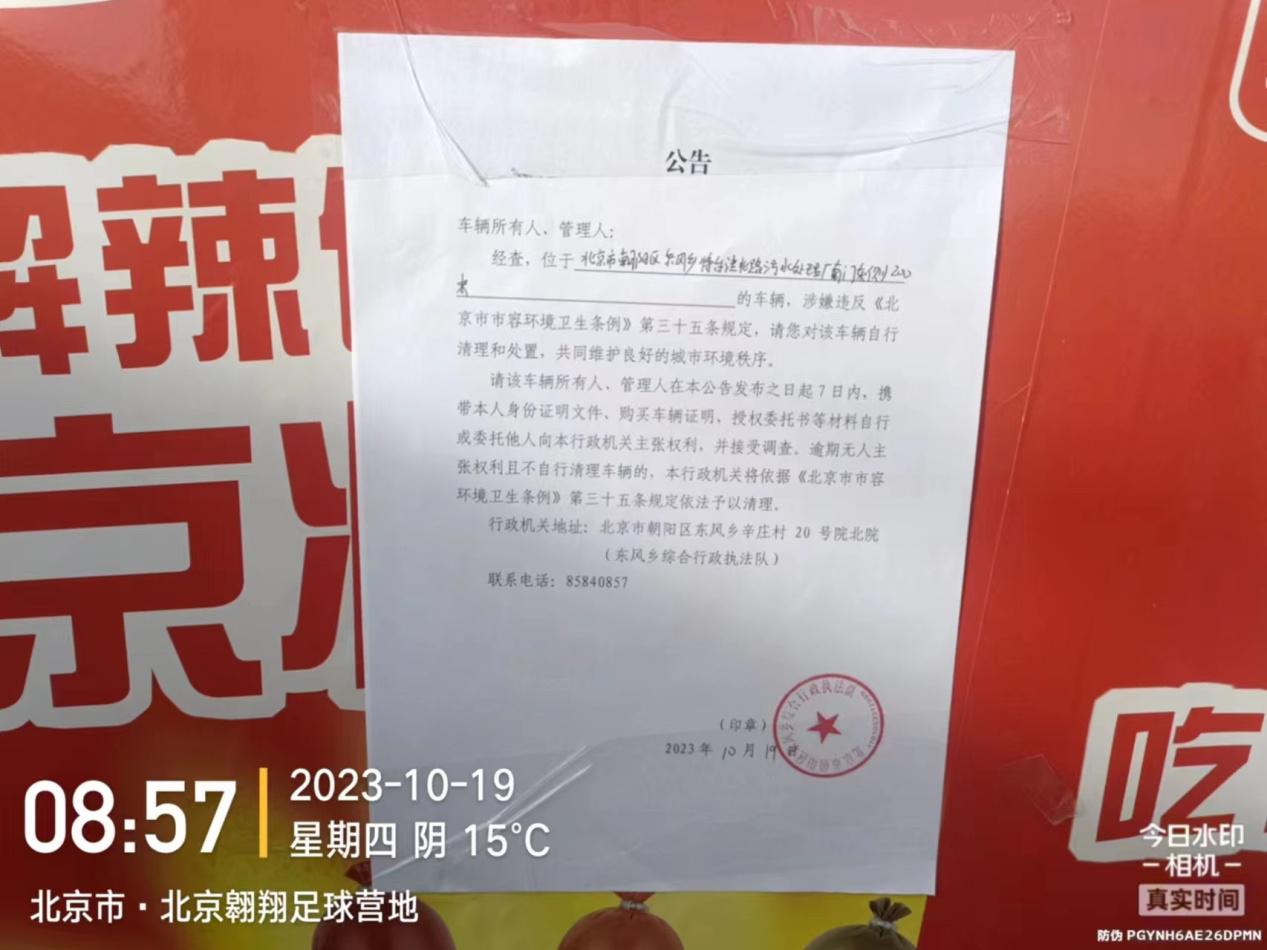 公告
车辆所有人、管理人：
经查，位于 北京市朝阳区东风乡 路污水处理厂南门东侧200
米 的车辆，涉嫌违反《北
京市市容环境卫生条例》第三十五条规定，请您对该车辆自行
清理和处置，共同维护良好的城市环境秩序。
请该车辆所有人、管理人在本公告发布之日起7日内，携
带本人身份证明文件、购买车辆证明、授权委托书等材料自行
或委托他人向本行政机关主张权利，并接受调查。逾期无人主
张权利且不自行清理车辆的，本行政机关将依据《北京市市容
环境卫生条例》第三十五条规定依法予以清理。
行政机关地址：北京市朝阳区东风乡辛庄村 20 号院北院
（东风乡综合行政执法队）
联系电话：85840857
（印章）
2023年10月19日
风乡综合行政执法队
解辣
京
吃
08:57
2023-10-19
星期四 阴 15°C
北京市·北京翱翔足球营地
今日水印
-相机-
真实时间
防伪 PGYNH6AE26DPMN